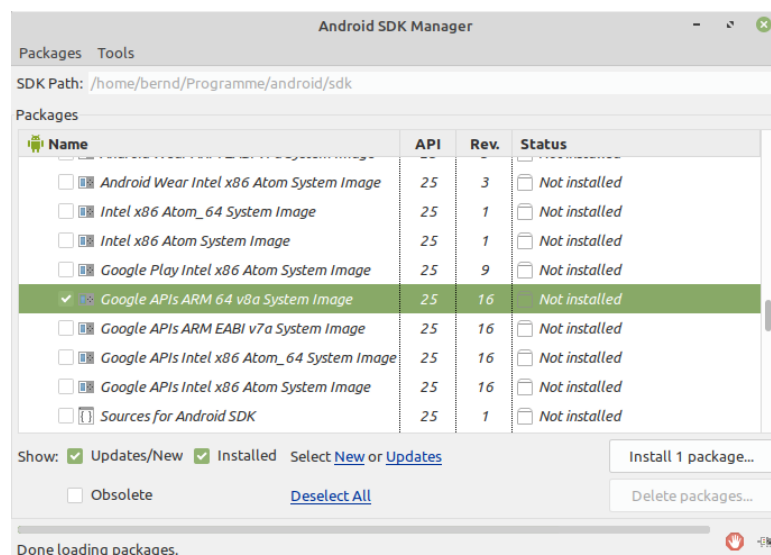 Android SDK Manager
Packages Tools
SDK Path: /home/bernd/Programme/android/sdk
Packages
Name API Rev. Status
Android Wear Intel x86 Atom System Image 25 3 Not installed
Intel x86 Atom_64 System Image 25 1 Not installed
Intel x86 Atom System Image 25 1 Not installed
Google Play Intel x86 Atom System Image 25 9 Not installed
Google APIs ARM 64 v8a System Image 25 16 Not installed
Google APIs ARM EABI v7a System Image 25 16 Not installed
Google APIs Intel x86 Atom_64 System Image 25 16 Not installed
Google APIs Intel x86 Atom System Image 25 16 Not installed
Sources for Android SDK 25 1 Not installed
Show: Updates/New Installed Select New or Updates Install 1 package...
Obsolete Deselect All Delete packages...
Done loading packages.